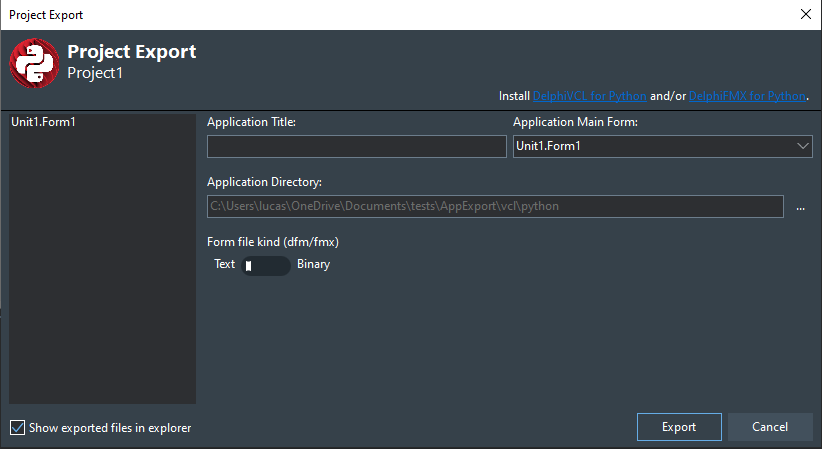 Project Export
Project Export
Project1
Install DelphiVCL for Python and/or DelphiFMX for Python.
Unit1.Form1
Application Title:
Application Main Form:
Unit1.Form1
Application Directory:
C:\Users\lucas\OneDrive\Documents\tests\AppExport\vcl\python
...
Form file kind (dfm/fmx)
Text
Binary
Show exported files in explorer
Export
Cancel